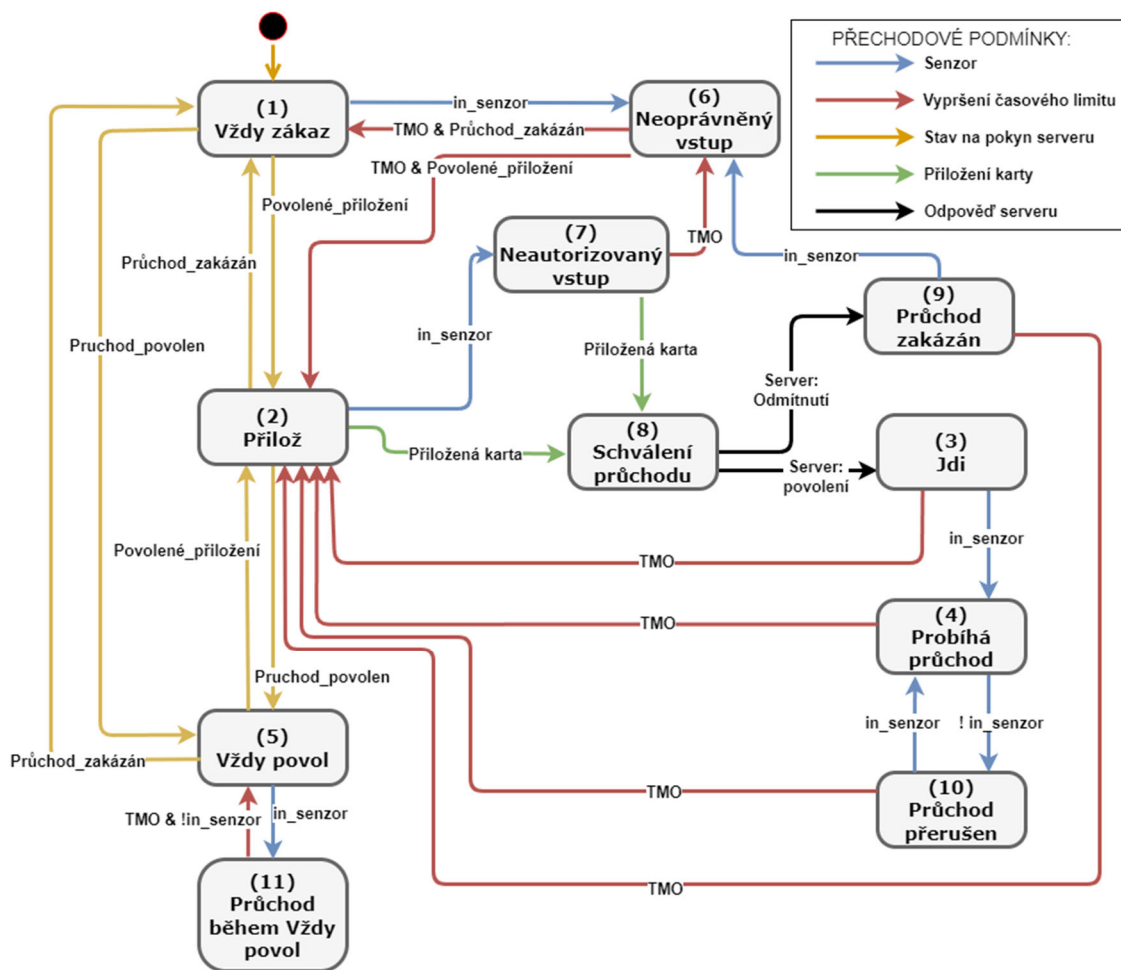 PŘECHODOVÉ PODMÍNKY:
Senzor
Vypršení časového limitu
Stav na pokyn serveru
Přiložení karty
Odpověď serveru
(1)
Vždy zákaz
in_senzor
TMO & Průchod_zakázán
(6)
Neoprávněný
vstup
TMO & Povolené_přiložení
Povolené_přiložení
Průchod_zakázán
(7)
Neautorizovaný
vstup
TMO
in_senzor
(9)
Průchod
zakázán
in_senzor
Pruchod_povolen
Přiložená karta
Server:
Odmítnutí
(2)
Přilož
Přiložená karta
(8)
Schválení
průchodu
Server:
povolení
(3)
Jdi
in_senzor
TMO
Povolené_přiložení
TMO
(4)
Probíhá
průchod
Pruchod_povolen
in_senzor
! in_senzor
(5)
Vždy povol
Průchod_zakázán
TMO
(10)
Průchod
přerušen
TMO & !in_senzor
in_senzor
(11)
Průchod
během Vždy
povol
TMO